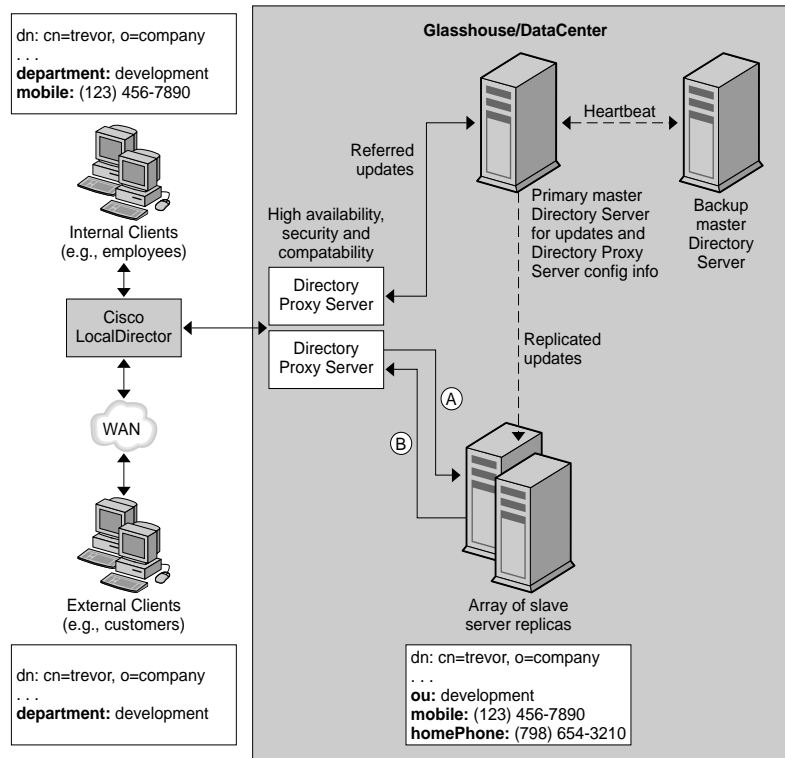 dn: cn=trevor, o=company
. . .
department: development
mobile: (123) 456-7890
Internal Clients
(e.g., employees)
Cisco
LocalDirector
WAN
External Clients
(e.g., customers)
dn: cn=trevor, o=company
. . .
department: development
Glasshouse/DataCenter
Heartbeat
Referred
updates
Primary master
Directory Server
for updates and
Directory Proxy
Server config info
Backup
master
Directory
Server
High availability,
security and
compatability
Directory
Proxy Server
Directory
Proxy Server
Replicated
updates
A
B
Array of slave
server replicas
dn: cn=trevor, o=company
. . .
ou: development
mobile: (123) 456-7890
homePhone: (798) 654-3210